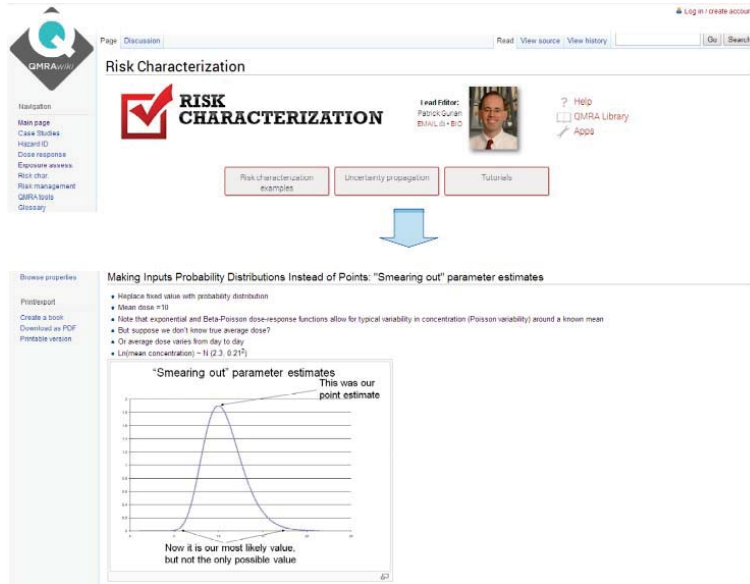 Log in / create account
Page Discussion Read View source View history Go Search
QMRAwiki
Risk Characterization
Navigation
Main page
Case Studies
Hazard ID
Dose response
Exposure assess.
Risk char.
Risk management
QMRA tools
Glossary
RISK
CHARACTERIZATION
Lead Editor:
Patrick Gurian
EMAIL • BIO
? Help
QMRA Library
Apps
Risk characterization
examples
Uncertainty propagation
Tutorials
Browse properties
Print/export
Create a book
Download as PDF
Printable version
Making Inputs Probability Distributions Instead of Points: "Smearing out" parameter estimates
• Replace fixed value with probability distribution
• Mean dose =10
• Note that exponential and Beta-Poisson dose-response functions allow for typical variability in concentration (Poisson variability) around a known mean
• But suppose we don't know true average dose?
• Or average dose varies from day to day
• Ln(mean concentration) ~ N (2.3, 0.21²)
"Smearing out" parameter estimates
This was our
point estimate
Now it is our most likely value,
but not the only possible value